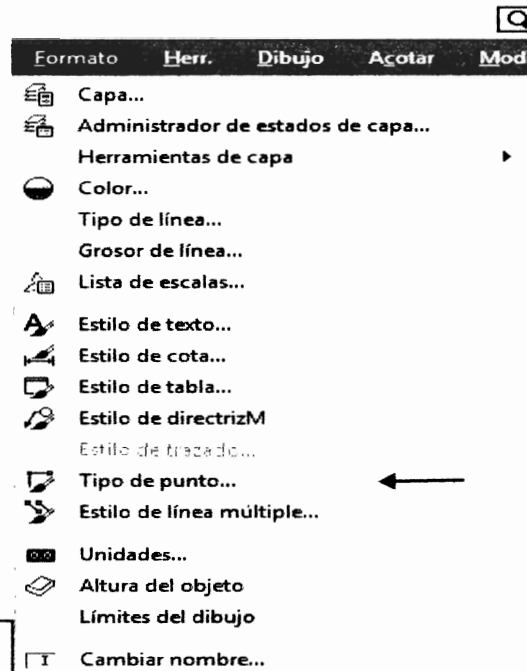 Formato Herr. Dibujo Acotar Mod
Capa...
Administrador de estados de capa...
Herramientas de capa
Color...
Tipo de línea...
Grosor de línea...
Lista de escalas...
Estilo de texto...
Estilo de cota...
Estilo de tabla...
Estilo de directrizM
Estilo de trazado...
Tipo de punto...
Estilo de línea múltiple...
Unidades...
Altura del objeto
Límites del dibujo
Cambiar nombre...